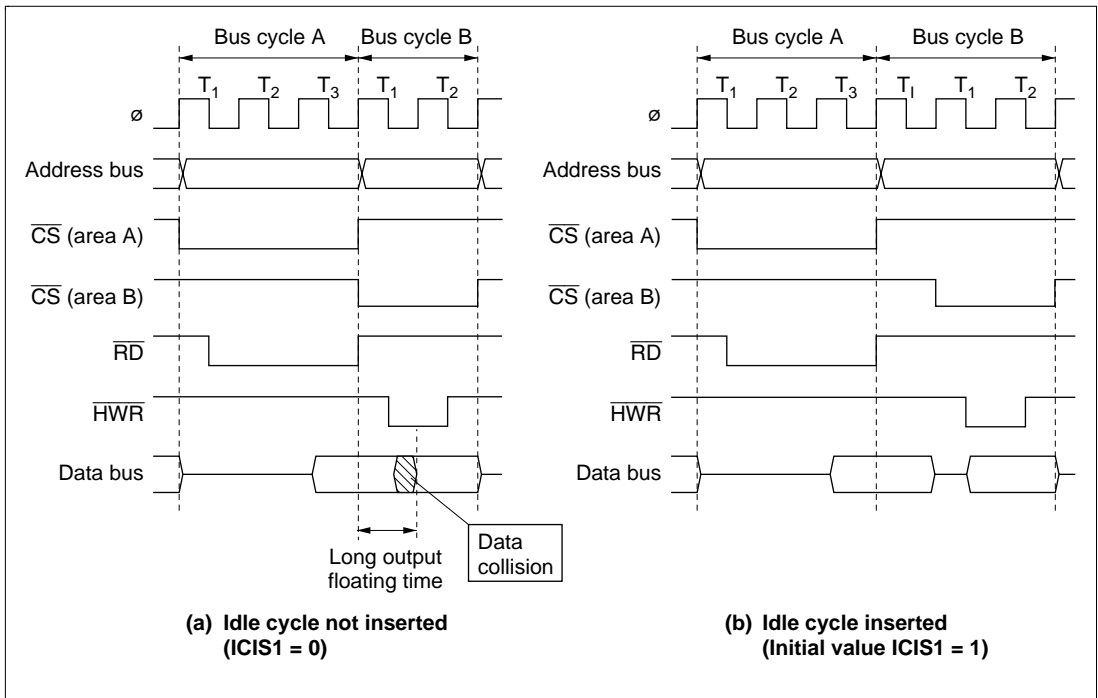 Bus cycle A Bus cycle B
T1 T2 T3 T1 T2
ø
Address bus
CS (area A)
CS (area B)
RD
HWR
Data bus
Long output
floating time
Data
collision
(a) Idle cycle not inserted
(ICIS1 = 0)
Bus cycle A Bus cycle B
T1 T2 T3 TI T1 T2
ø
Address bus
CS (area A)
CS (area B)
RD
HWR
Data bus
(b) Idle cycle inserted
(Initial value ICIS1 = 1)